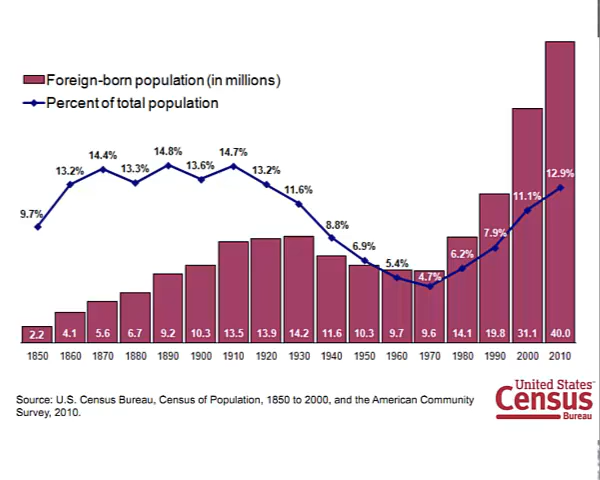 Foreign-born population (in millions)
Percent of total population
9.7%
13.2%
14.4%
13.3%
14.8%
13.6%
14.7%
13.2%
11.6%
8.8%
6.9%
5.4%
4.7%
6.2%
7.9%
11.1%
12.9%
2.2 4.1 5.6 6.7 9.2 10.3 13.5 13.9 14.2 11.6 10.3 9.7 9.6 14.1 19.8 31.1 40.0
1850 1860 1870 1880 1890 1900 1910 1920 1930 1940 1950 1960 1970 1980 1990 2000 2010
Source: U.S. Census Bureau, Census of Population, 1850 to 2000, and the American Community
Survey, 2010.
United States
Census
Bureau